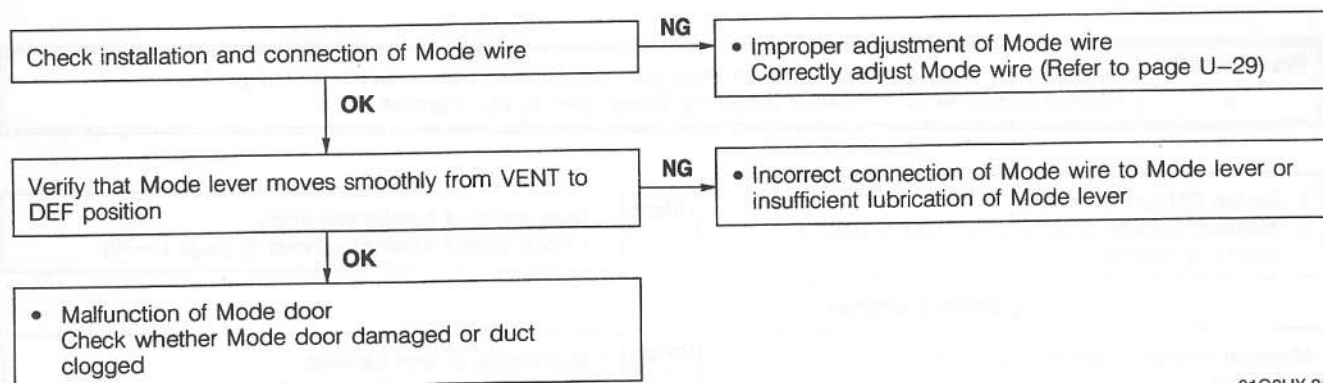 Check installation and connection of Mode wire
NG
• Improper adjustment of Mode wire
Correctly adjust Mode wire (Refer to page U–29)
OK
Verify that Mode lever moves smoothly from VENT to
DEF position
NG
• Incorrect connection of Mode wire to Mode lever or
insufficient lubrication of Mode lever
OK
• Malfunction of Mode door
Check whether Mode door damaged or duct
clogged